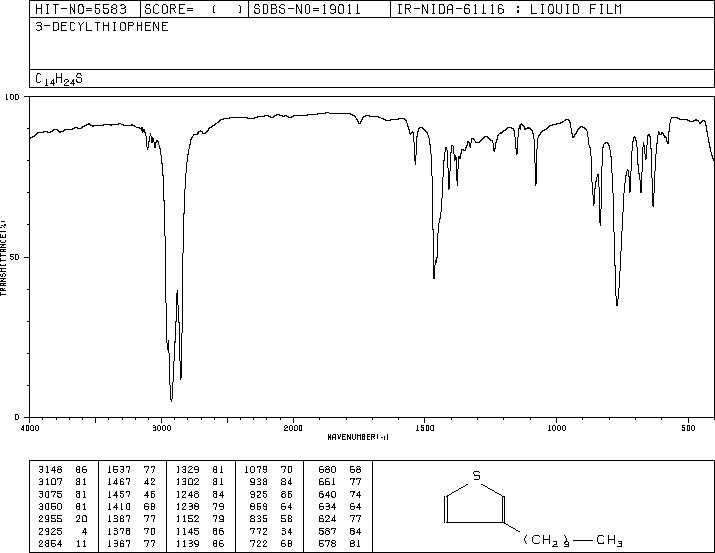 HIT-NO=5583 SCORE= ( ) SDBS-NO=19011 IR-NIDA-61116 : LIQUID FILM
3-DECYLTHIOPHENE
C14H24S
100
50
0
TRANSMITTANCE(%)
4000 3000 2000 1500 1000 500
WAVENUMBER(-1)
3148 86 1537 77 1329 81 1079 70 680 68
3107 81 1467 42 1302 81 938 84 661 77
3075 81 1457 46 1248 84 925 86 640 74
3050 81 1410 68 1238 79 859 64 634 64
2955 20 1387 77 1152 79 835 58 624 77
2925 4 1378 70 1145 86 772 34 587 84
2854 11 1367 77 1139 86 722 68 578 81
S
(CH2)9—CH3